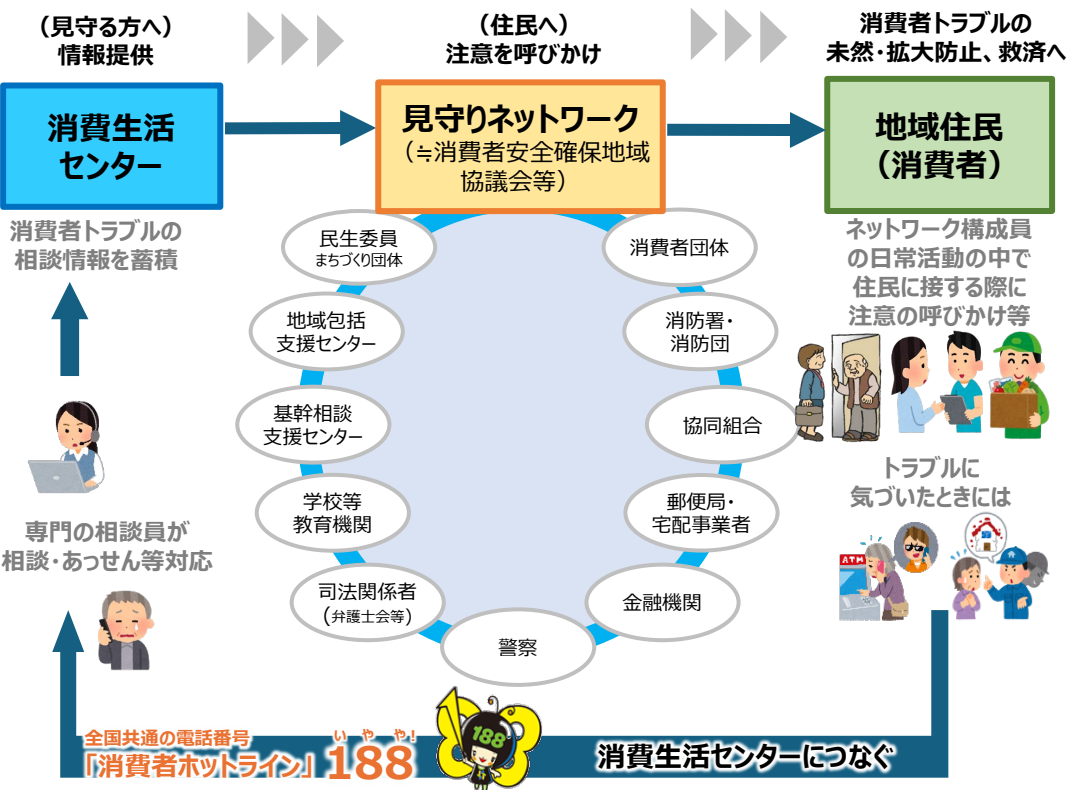 (見守る方へ)
情報提供
(住民へ)
注意を呼びかけ
消費者トラブルの
未然・拡大防止、救済へ
消費生活
センター
見守りネットワーク
(≒消費者安全確保地域
協議会等)
地域住民
(消費者)
消費者トラブルの
相談情報を蓄積
専門の相談員が
相談・あっせん等対応
民生委員
まちづくり団体
地域包括
支援センター
基幹相談
支援センター
学校等
教育機関
司法関係者
(弁護士会等)
警察
消費者団体
消防署・
消防団
協同組合
郵便局・
宅配事業者
金融機関
ネットワーク構成員
の日常活動の中で
住民に接する際に
注意の呼びかけ等
トラブルに
気づいたときには
ATM
全国共通の電話番号
いやや!
「消費者ホットライン」188
188
消費生活センターにつなぐ